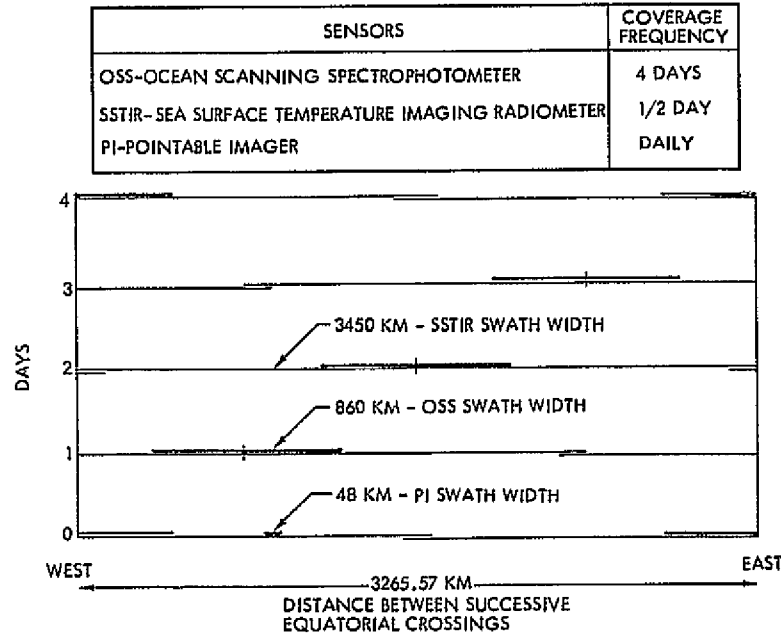 SENSORS
COVERAGE FREQUENCY
OSS-OCEAN SCANNING SPECTROPHOTOMETER 4 DAYS
SSTIR-SEA SURFACE TEMPERATURE IMAGING RADIOMETER 1/2 DAY
PI-POINTABLE IMAGER DAILY
4
3
3450 KM - SSTIR SWATH WIDTH
DAYS
2
860 KM - OSS SWATH WIDTH
1
48 KM - PI SWATH WIDTH
0
WEST EAST
3265.57 KM
DISTANCE BETWEEN SUCCESSIVE
EQUATORIAL CROSSINGS